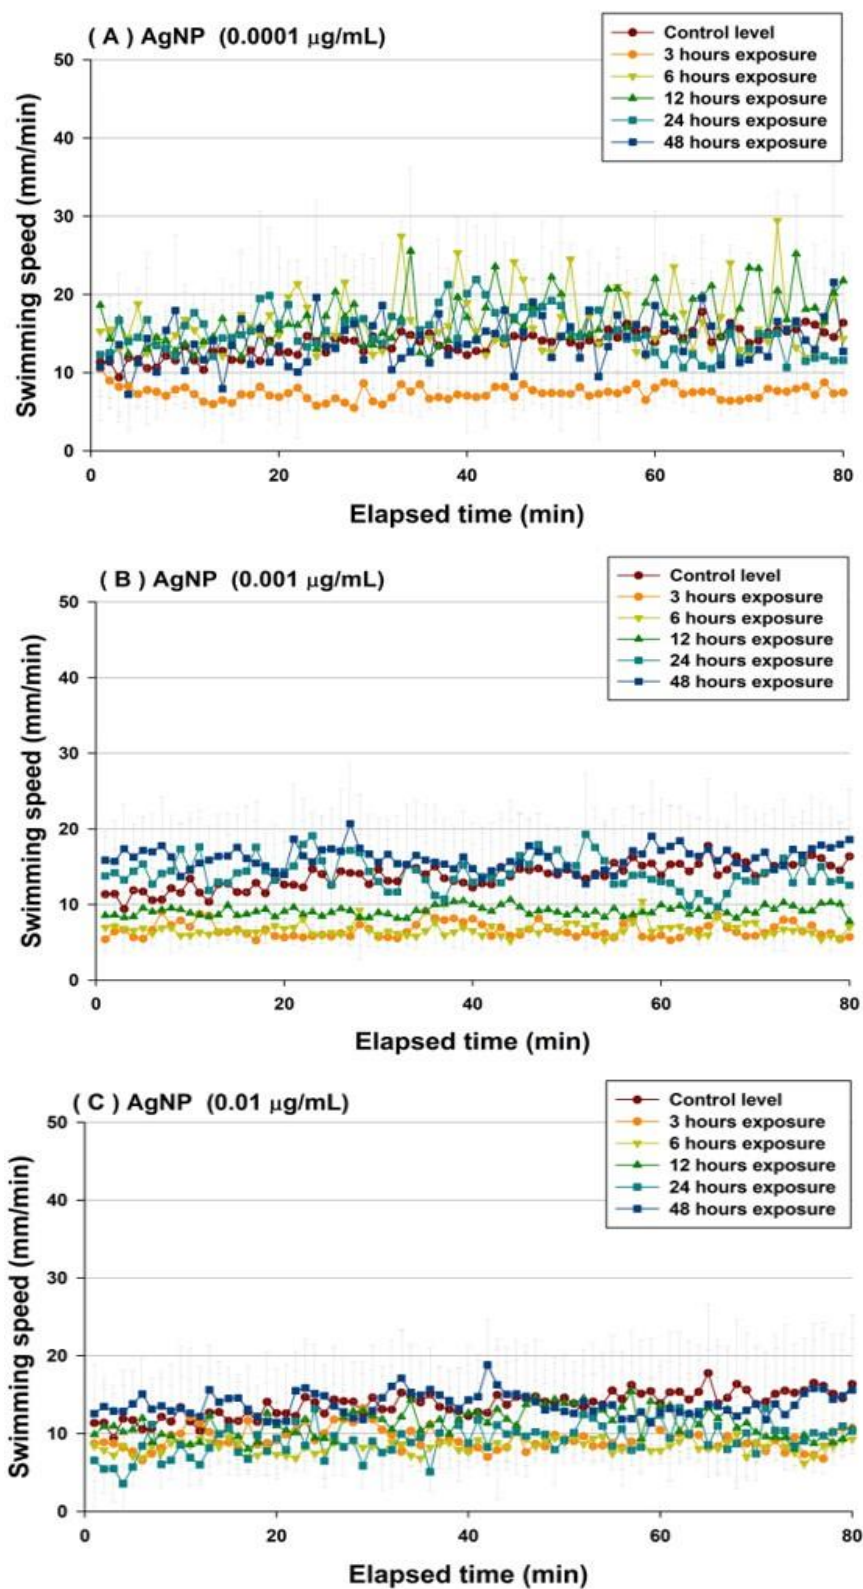 ( A ) AgNP (0.0001 μg/mL)
Control level
3 hours exposure
6 hours exposure
12 hours exposure
24 hours exposure
48 hours exposure
Swimming speed (mm/min)
50
40
30
20
10
0
0 20 40 60 80
Elapsed time (min)
( B ) AgNP (0.001 μg/mL)
Control level
3 hours exposure
6 hours exposure
12 hours exposure
24 hours exposure
48 hours exposure
Swimming speed (mm/min)
50
40
30
20
10
0
0 20 40 60 80
Elapsed time (min)
( C ) AgNP (0.01 μg/mL)
Control level
3 hours exposure
6 hours exposure
12 hours exposure
24 hours exposure
48 hours exposure
Swimming speed (mm/min)
50
40
30
20
10
0
0 20 40 60 80
Elapsed time (min)